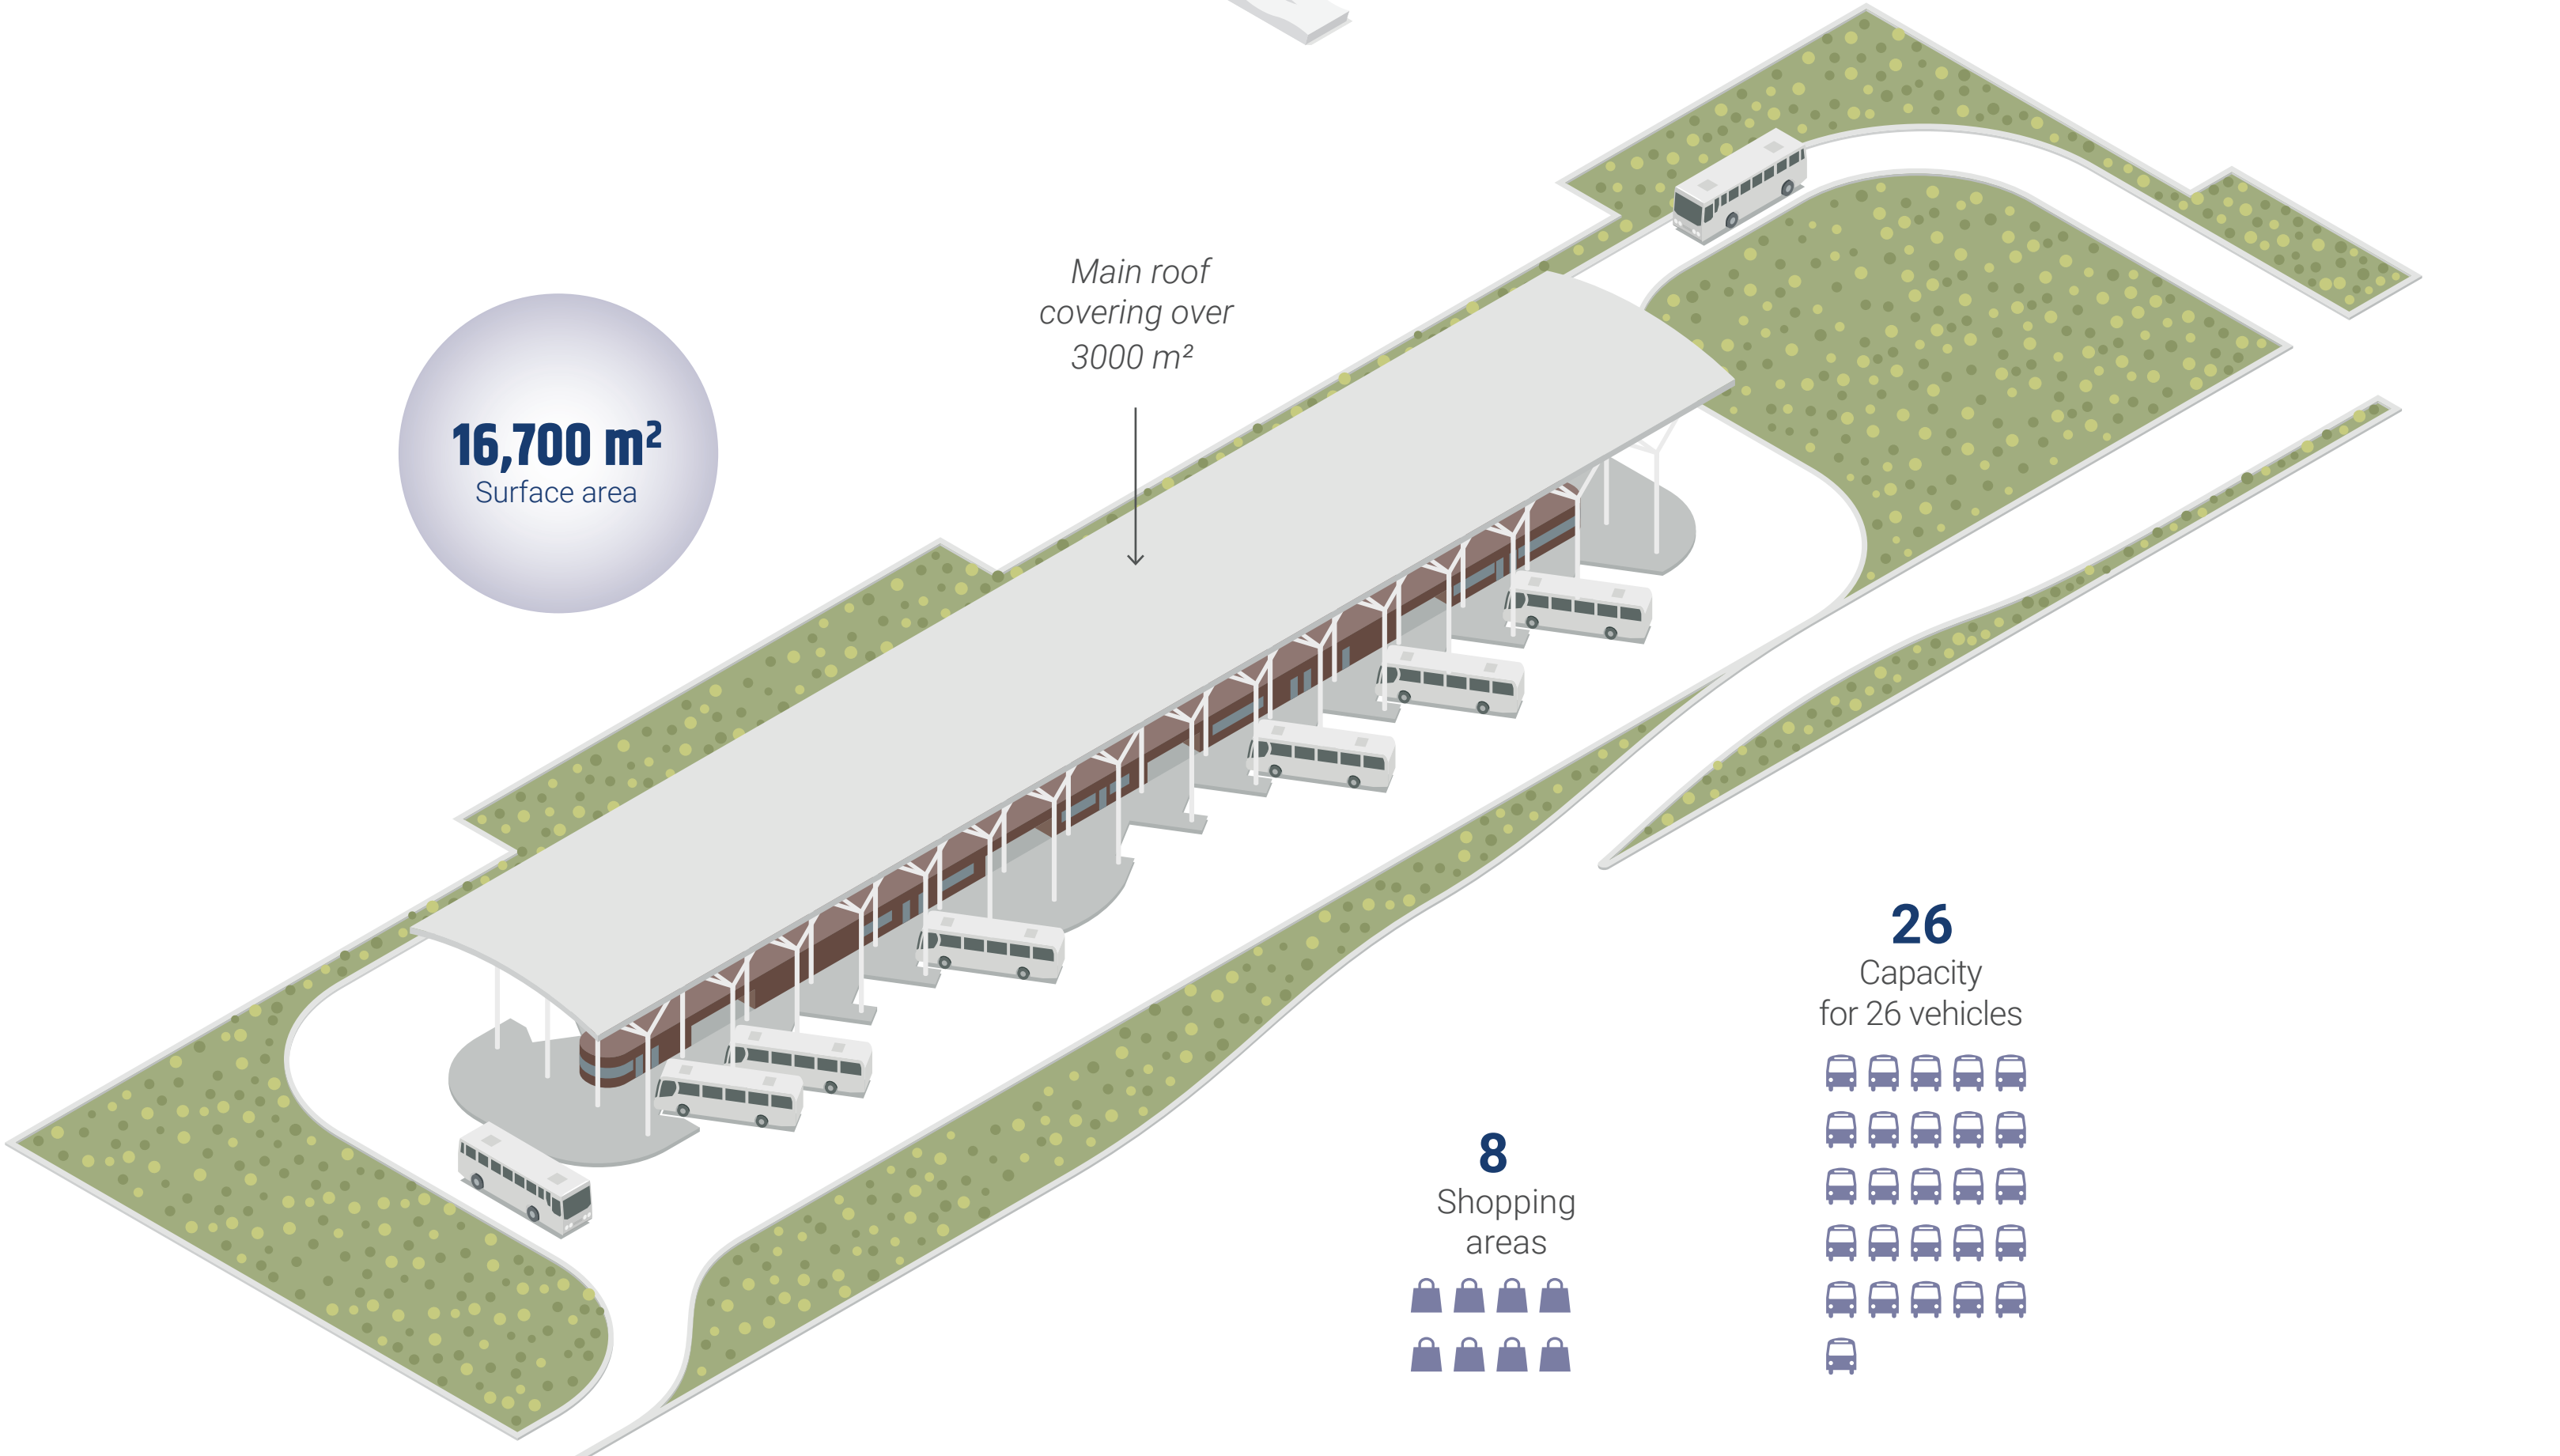 Main roof
covering over
3000 m²
16,700 m²
Surface area
26
Capacity
for 26 vehicles
8
Shopping
areas